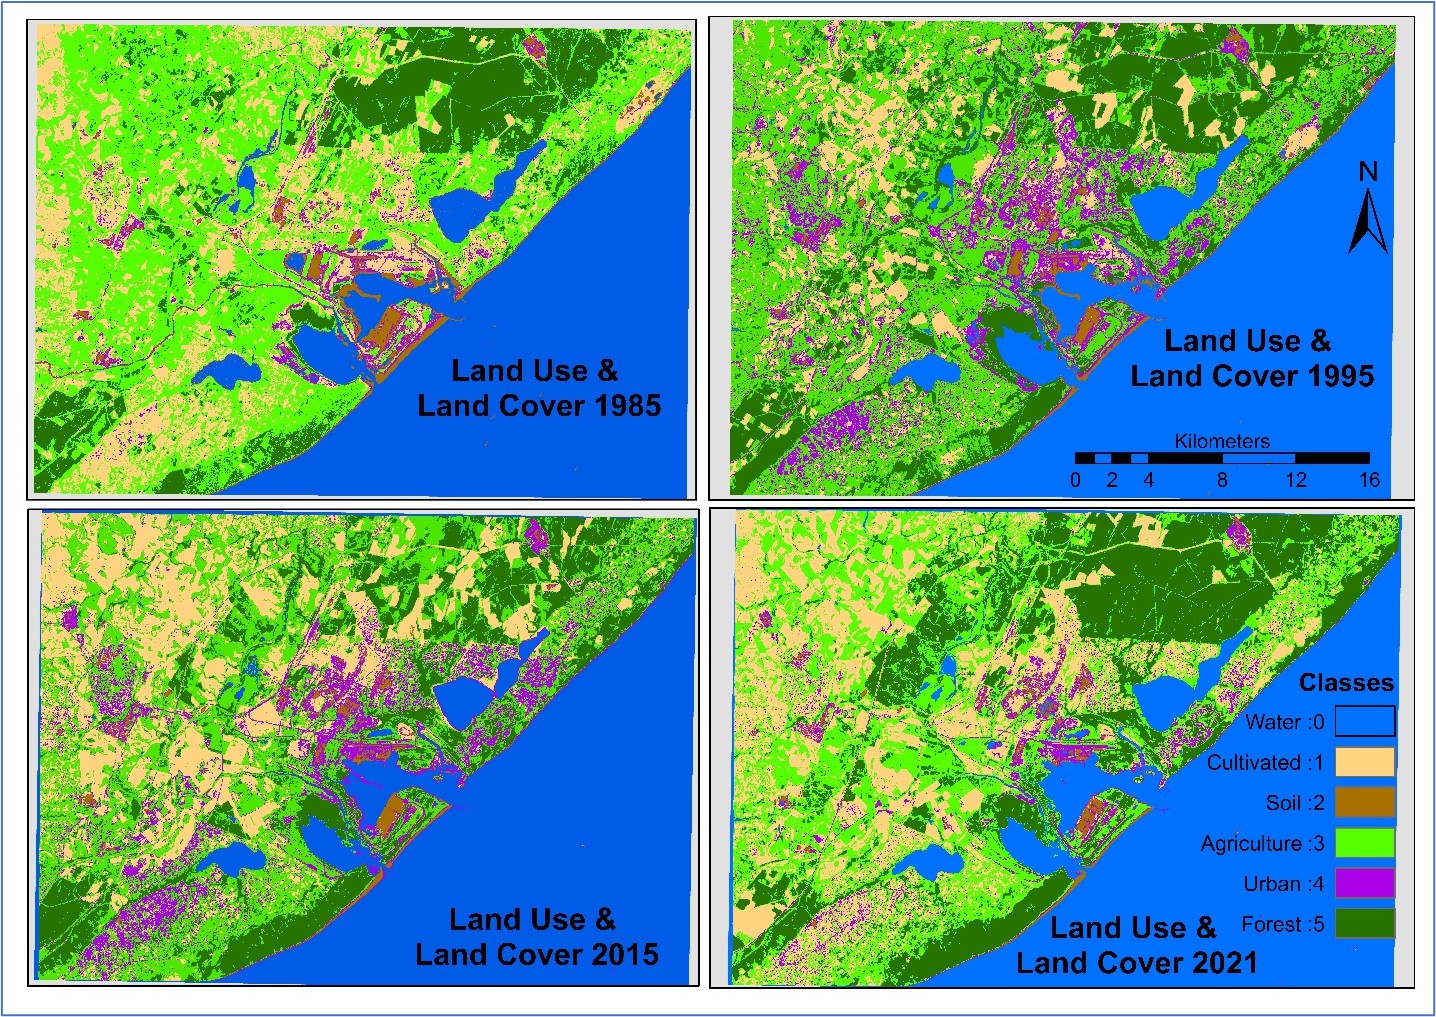 Land Use &
Land Cover 1985
N
Land Use &
Land Cover 1995
Kilometers
0 2 4 8 12 16
Land Use &
Land Cover 2015
Classes
Water :0
Cultivated :1
Soil :2
Agriculture :3
Urban :4
Forest :5
Land Use &
Land Cover 2021